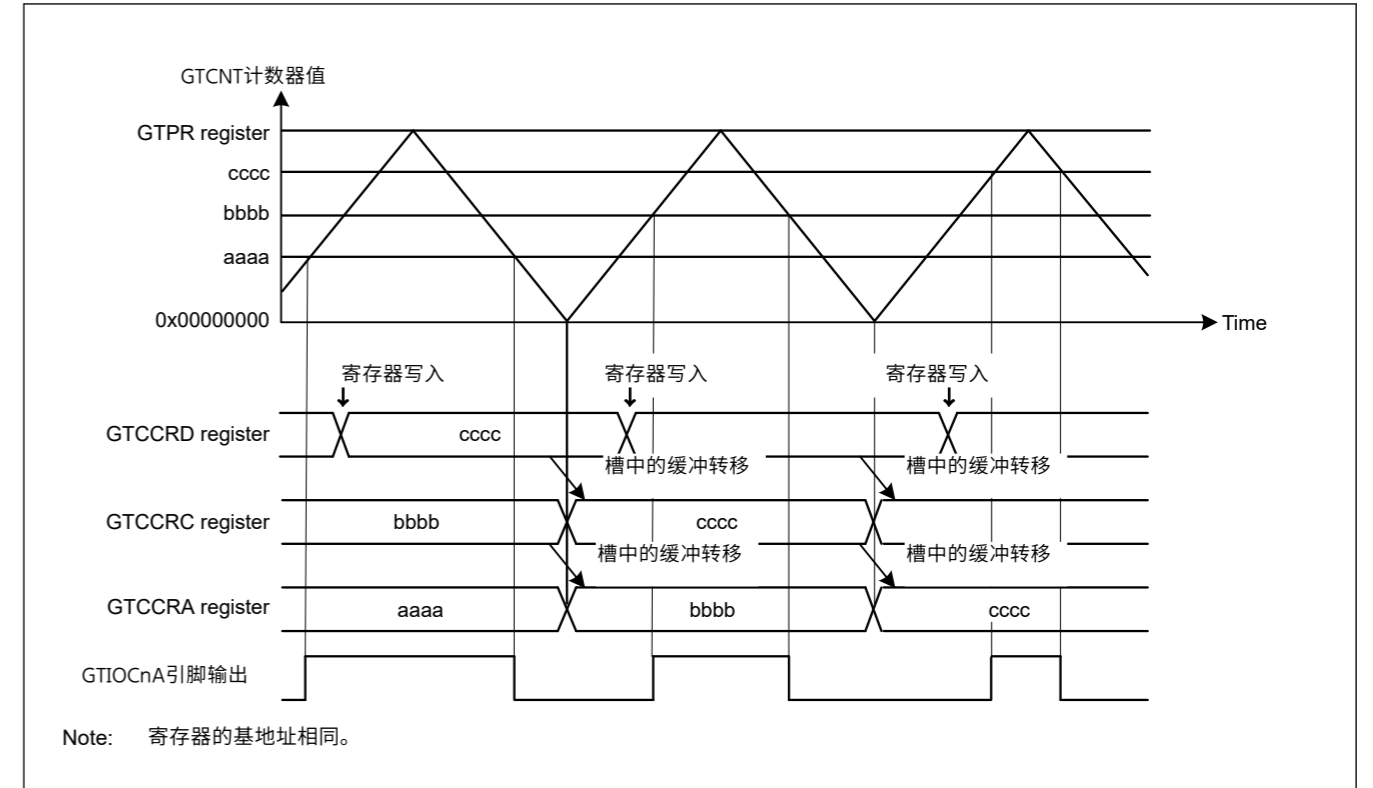 GTCNT计数器值
GTPR register
cccc
bbbb
aaaa
0x00000000
Time
寄存器写入 寄存器写入 寄存器写入
GTCCRD register cccc
槽中的缓冲转移 槽中的缓冲转移
GTCCRC register bbbb cccc
槽中的缓冲转移 槽中的缓冲转移
GTCCRA register aaaa bbbb cccc
GTIOCnA引脚输出
Note: 寄存器的基地址相同。